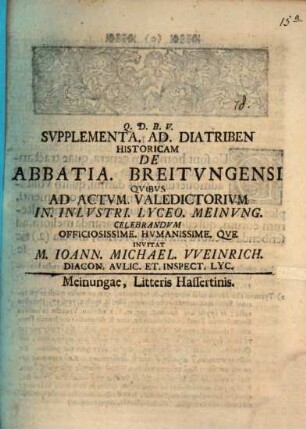 (o)
15 a
Q. D. B. V.
SVPPLEMENTA. AD. DIATRIBEN
HISTORICAM
DE
ABBATIA. BREITVNGENSI
QVIBVS
AD ACTVM. VALEDICTORIVM
IN. INLVSTRI. LYCEO. MEINVNG.
CELEBRANDVM
OFFICIOSISSIME. HVMANISSIME. QVE
INVITAT
M. IOANN. MICHAEL. VVEINRICH.
DIACON. AVLIC. ET. INSPECT. LYC.
Meinungae, Litteris Hassertinis.